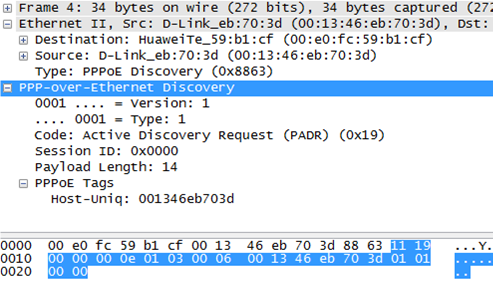 Frame 4: 34 bytes on wire (272 bits), 34 bytes captured (272
Ethernet II, Src: D-Link_eb:70:3d (00:13:46:eb:70:3d), Dst:
Destination: HuaweiTe_59:b1:cf (00:e0:fc:59:b1:cf)
Source: D-Link_eb:70:3d (00:13:46:eb:70:3d)
Type: PPPoE Discovery (0x8863)
PPP-over-Ethernet Discovery
0001 .... = Version: 1
.... 0001 = Type: 1
Code: Active Discovery Request (PADR) (0x19)
Session ID: 0x0000
Payload Length: 14
PPPoE Tags
Host-Uniq: 001346eb703d
0000 00 e0 fc 59 b1 cf 00 13 46 eb 70 3d 88 63 11 19 ...Y.
0010 00 00 00 0e 01 03 00 06 00 13 46 eb 70 3d 01 01 .....
0020 00 00 ..